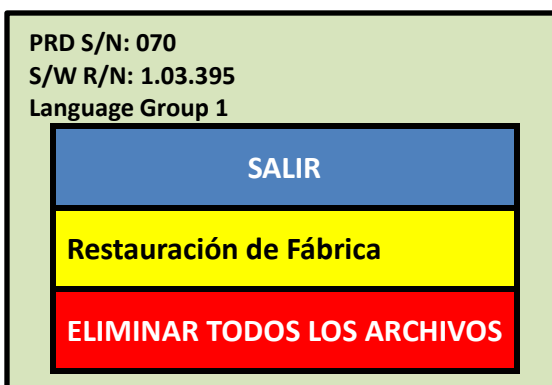 PRD S/N: 070
S/W R/N: 1.03.395
Language Group 1
SALIR
Restauración de Fábrica
ELIMINAR TODOS LOS ARCHIVOS